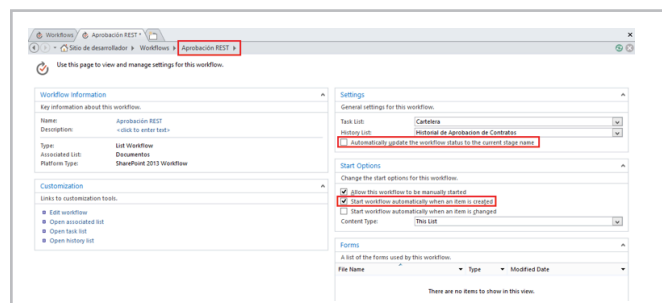 Workflows
Aprobación REST *
Sitio de desarrollador
Workflows
Aprobación REST
Use this page to view and manage settings for this workflow.
Workflow Information
Key information about this workflow.
Name: Aprobación REST
Description: <click to enter text>
Type: List Workflow
Associated List: Documentos
Platform Type: SharePoint 2013 Workflow
Customization
Links to customization tools.
Edit workflow
Open associated list
Open task list
Open history list
Settings
General settings for this workflow.
Task List: Cartelera
History List: Historial de Aprobacion de Contratos
Automatically update the workflow status to the current stage name
Start Options
Change the start options for this workflow.
Allow this workflow to be manually started
Start workflow automatically when an item is created
Start workflow automatically when an item is changed
Content Type: This List
Forms
A list of the forms used by this workflow.
File Name Type Modified Date
There are no items to show in this view.